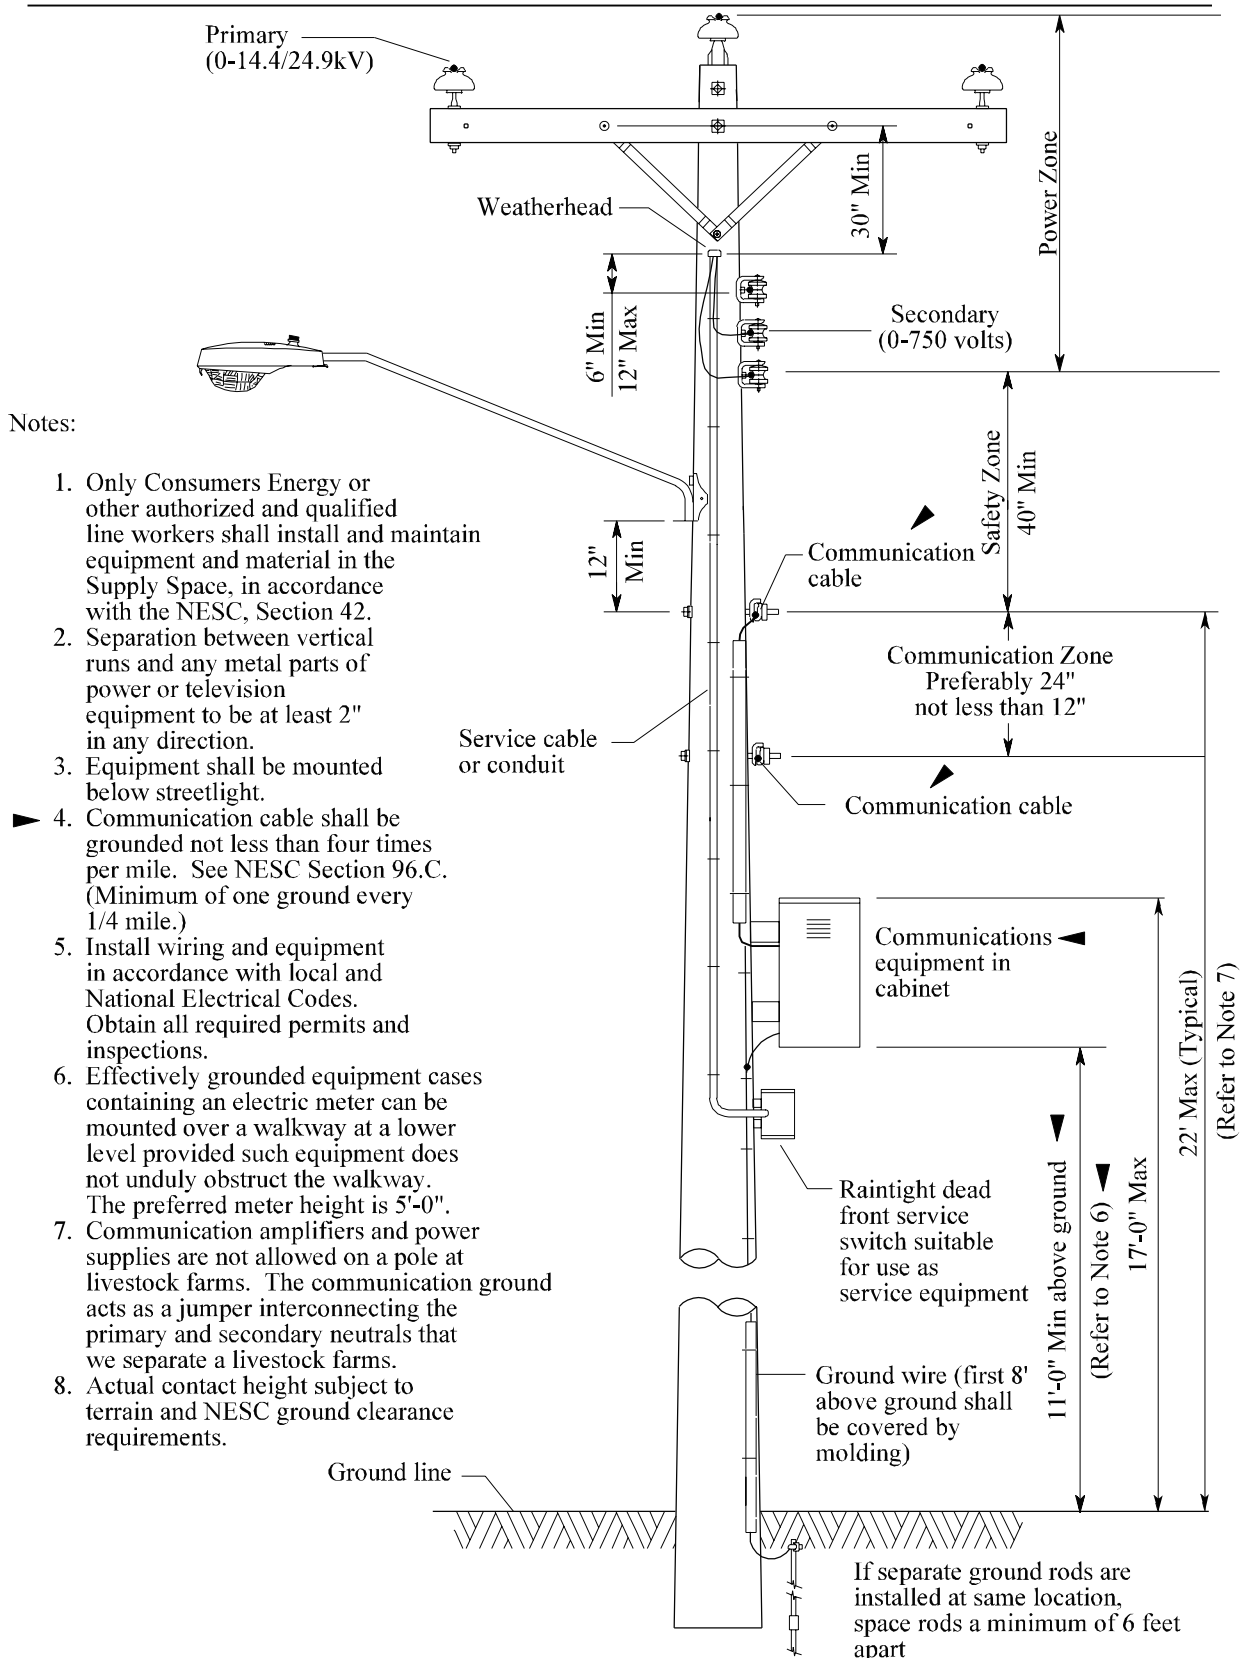 Primary
(0-14.4/24.9kV)
Weatherhead
30" Min
Power Zone
6" Min
12" Max
Secondary
(0-750 volts)
Safety Zone
40" Min
12"
Min
Communication
cable
Communication Zone
Preferably 24"
not less than 12"
Service cable
or conduit
Communication cable
Communications
equipment in
cabinet
22' Max (Typical)
(Refer to Note 7)
11'-0" Min above ground
(Refer to Note 6)
17'-0" Max
Raintight dead
front service
switch suitable
for use as
service equipment
Ground wire (first 8'
above ground shall
be covered by
molding)
Ground line
If separate ground rods are
installed at same location,
space rods a minimum of 6 feet
apart
Notes:
1. Only Consumers Energy or
other authorized and qualified
line workers shall install and maintain
equipment and material in the
Supply Space, in accordance
with the NESC, Section 42.
2. Separation between vertical
runs and any metal parts of
power or television
equipment to be at least 2"
in any direction.
3. Equipment shall be mounted
below streetlight.
4. Communication cable shall be
grounded not less than four times
per mile. See NESC Section 96.C.
(Minimum of one ground every
1/4 mile.)
5. Install wiring and equipment
in accordance with local and
National Electrical Codes.
Obtain all required permits and
inspections.
6. Effectively grounded equipment cases
containing an electric meter can be
mounted over a walkway at a lower
level provided such equipment does
not unduly obstruct the walkway.
The preferred meter height is 5'-0".
7. Communication amplifiers and power
supplies are not allowed on a pole at
livestock farms. The communication ground
acts as a jumper interconnecting the
primary and secondary neutrals that
we separate a livestock farms.
8. Actual contact height subject to
terrain and NESC ground clearance
requirements.